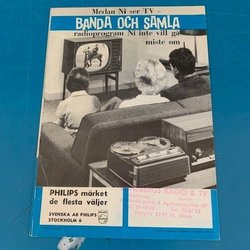 Medan Ni ser TV –
BANDA OCH SAMLA
radioprogram Ni inte vill gå
miste om
PHILIPS märket
de flesta väljer
SVENSKA AB PHILIPS
STOCKHOLM 6
RADIO & TV